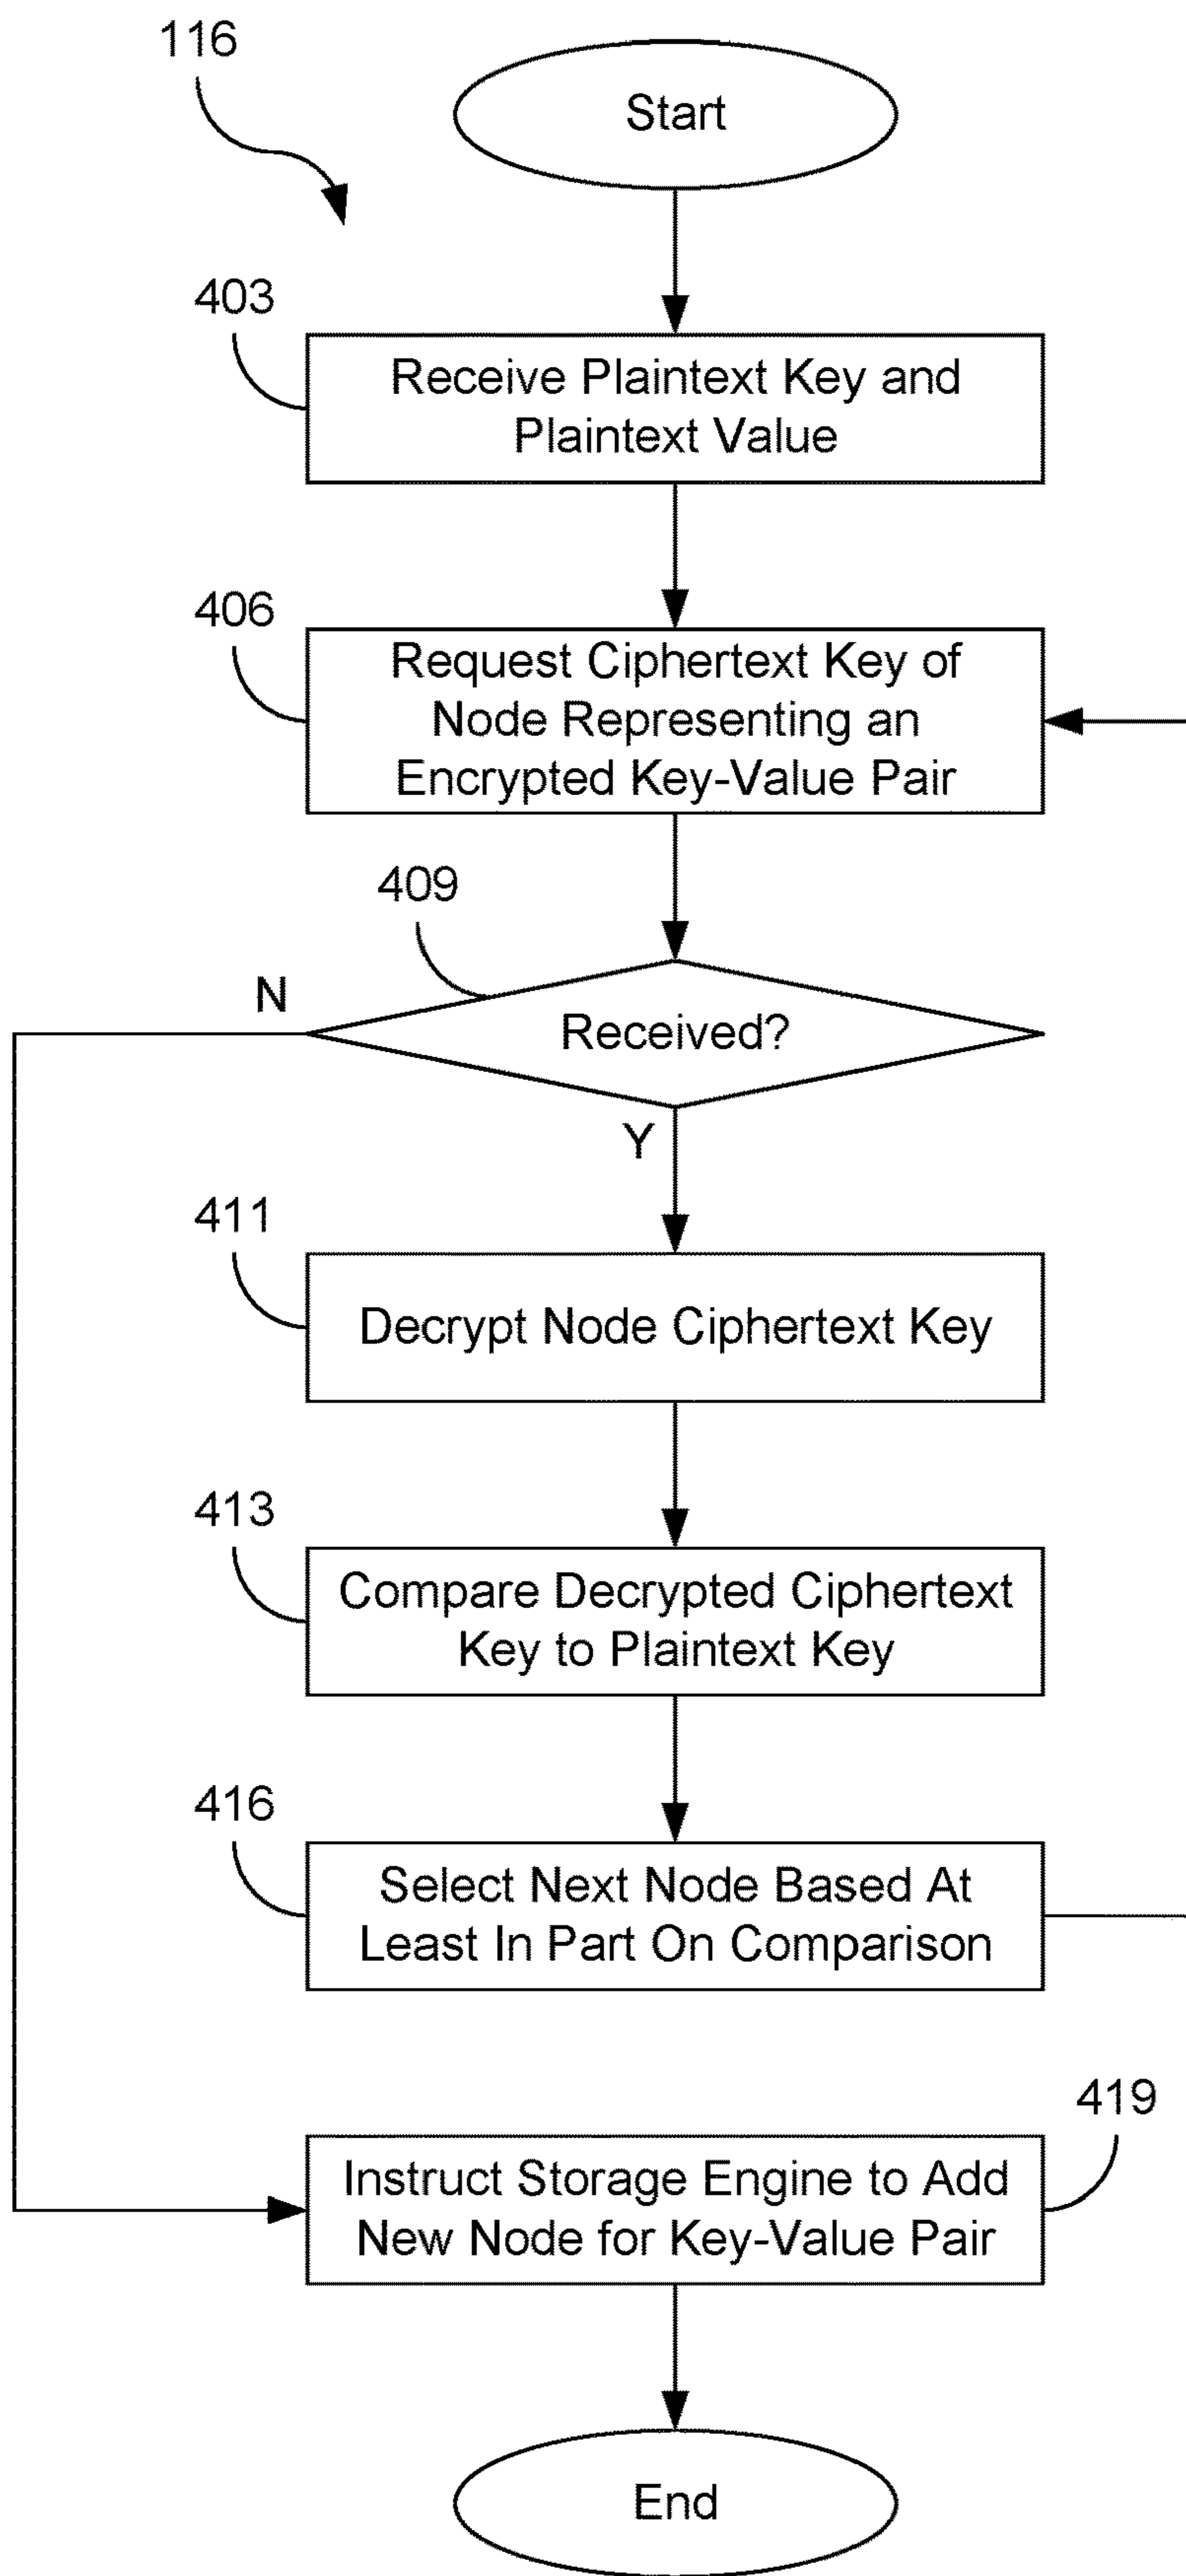 116
Start
403
Receive Plaintext Key and
Plaintext Value
406
Request Ciphertext Key of
Node Representing an
Encrypted Key-Value Pair
409
N
Received?
Y
411
Decrypt Node Ciphertext Key
413
Compare Decrypted Ciphertext
Key to Plaintext Key
416
Select Next Node Based At
Least In Part On Comparison
419
Instruct Storage Engine to Add
New Node for Key-Value Pair
End